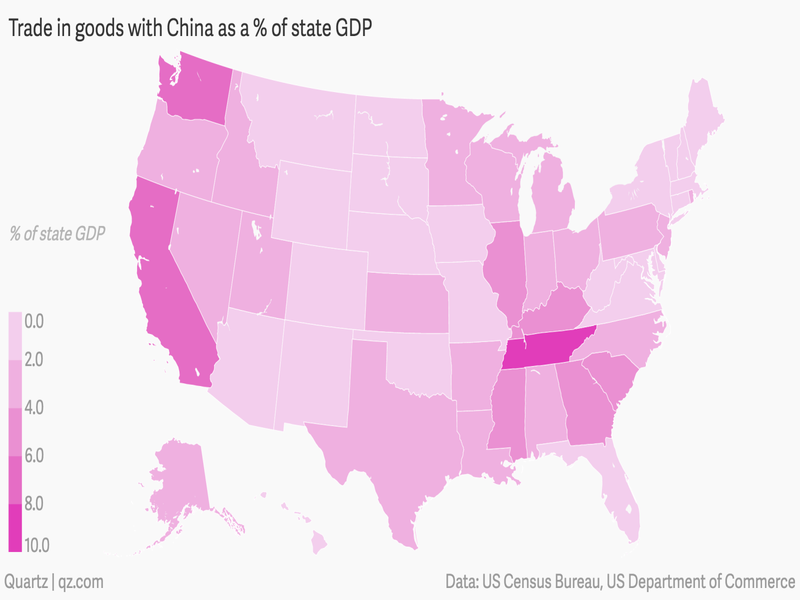 Trade in goods with China as a % of state GDP
% of state GDP
0.0
2.0
4.0
6.0
8.0
10.0
Quartz | qz.com
Data: US Census Bureau, US Department of Commerce